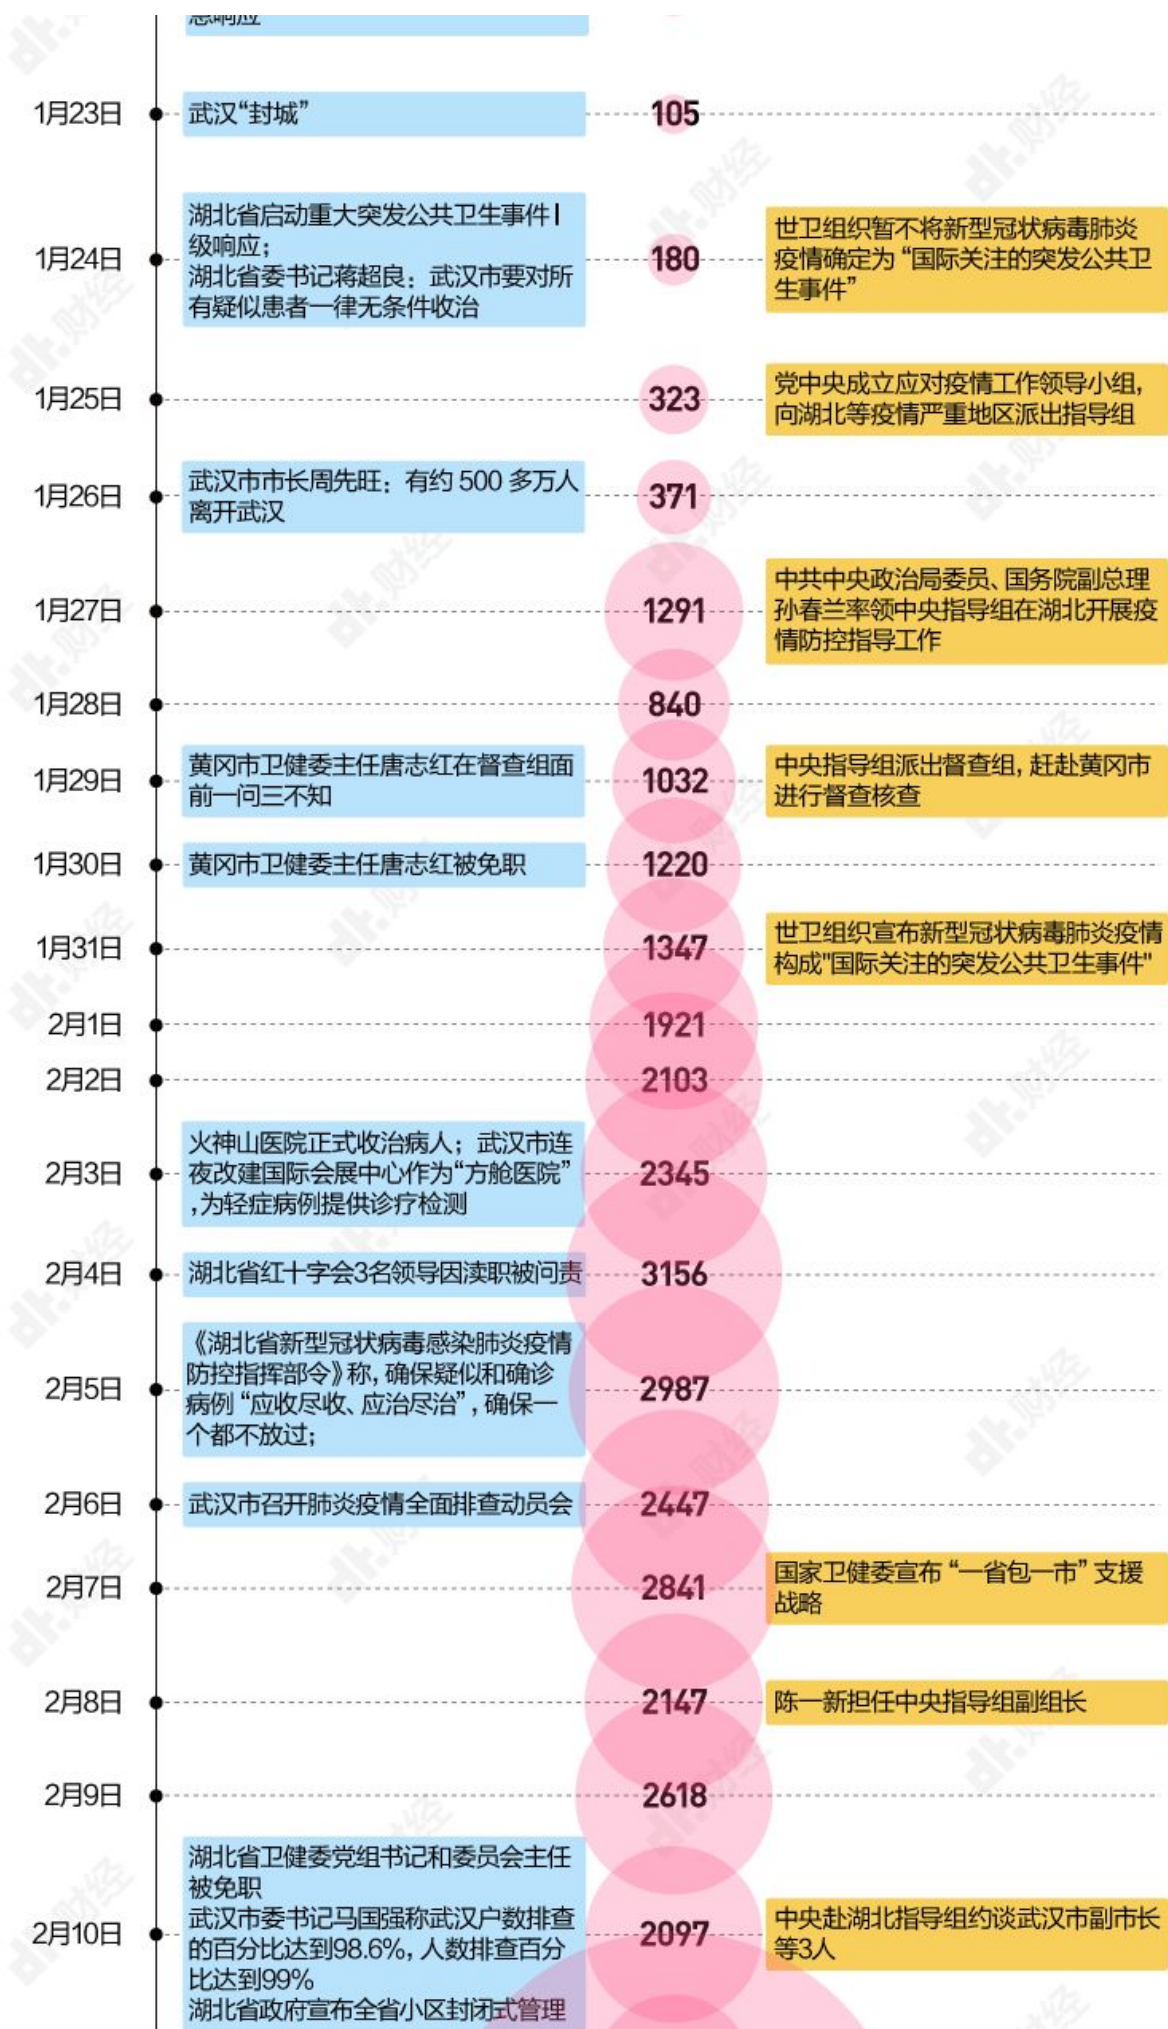 急响应
1月23日
武汉“封城”
105
1月24日
湖北省启动重大突发公共卫生事件I
级响应；
湖北省委书记蒋超良：武汉市要对所
有疑似患者一律无条件收治
180
世卫组织暂不将新型冠状病毒肺炎
疫情确定为 “国际关注的突发公共卫
生事件”
1月25日
323
党中央成立应对疫情工作领导小组，
向湖北等疫情严重地区派出指导组
1月26日
武汉市市长周先旺：有约 500 多万人
离开武汉
371
1月27日
1291
中共中央政治局委员、国务院副总理
孙春兰率领中央指导组在湖北开展疫
情防控指导工作
1月28日
840
1月29日
黄冈市卫健委主任唐志红在督查组面
前一问三不知
1032
中央指导组派出督查组，赶赴黄冈市
进行督查核查
1月30日
黄冈市卫健委主任唐志红被免职
1220
1月31日
1347
世卫组织宣布新型冠状病毒肺炎疫情
构成"国际关注的突发公共卫生事件"
2月1日
1921
2月2日
2103
2月3日
火神山医院正式收治病人；武汉市连
夜改建国际会展中心作为“方舱医院”
,为轻症病例提供诊疗检测
2345
2月4日
湖北省红十字会3名领导因渎职被问责
3156
2月5日
《湖北省新型冠状病毒感染肺炎疫情
防控指挥部令》称，确保疑似和确诊
病例 “应收尽收、应治尽治”，确保一
个都不放过；
2987
2月6日
武汉市召开肺炎疫情全面排查动员会
2447
2月7日
2841
国家卫健委宣布 “一省包一市” 支援
战略
2月8日
2147
陈一新担任中央指导组副组长
2月9日
2618
2月10日
湖北省卫健委党组书记和委员会主任
被免职
武汉市委书记马国强称武汉户数排查
的百分比达到98.6%，人数排查百分
比达到99%
湖北省政府宣布全省小区封闭式管理
2097
中央赴湖北指导组约谈武汉市副市长
等3人